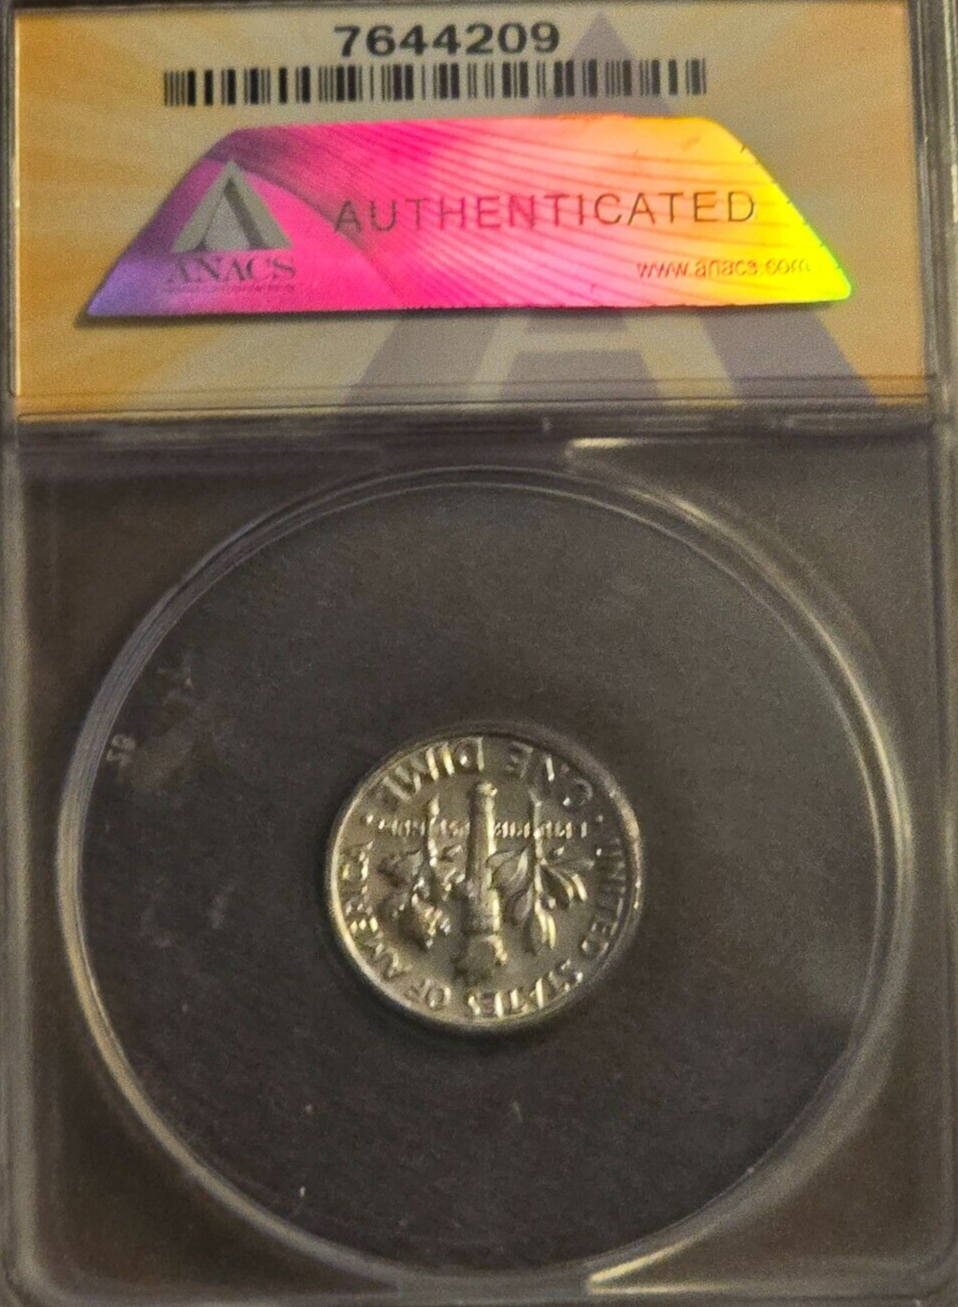 7644209
AUTHENTICATED
ANACS
www.anacs.com
ONE DIME
UNITED STATES OF AMERICA